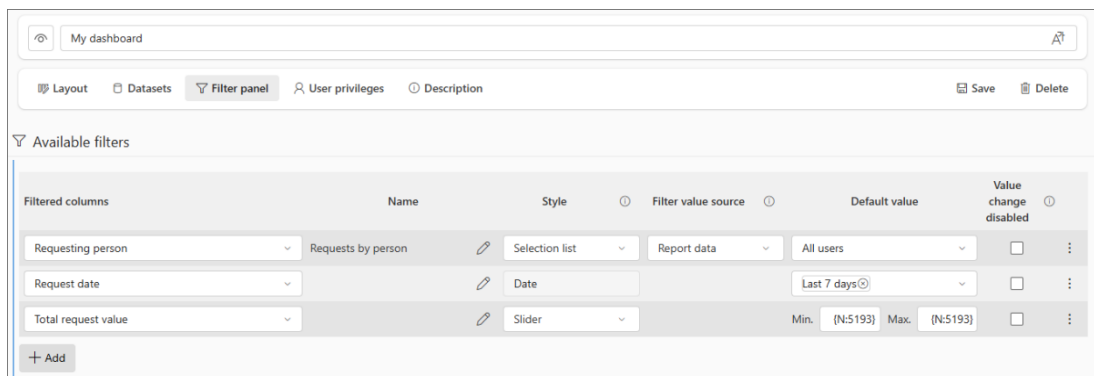 My dashboard
Layout Datasets Filter panel User privileges Description Save Delete
Available filters
Filtered columns Name Style Filter value source Default value Value change disabled
Requesting person Requests by person Selection list Report data All users
Request date Date Last 7 days
Total request value Slider Min. {N:5193} Max. {N:5193}
+ Add